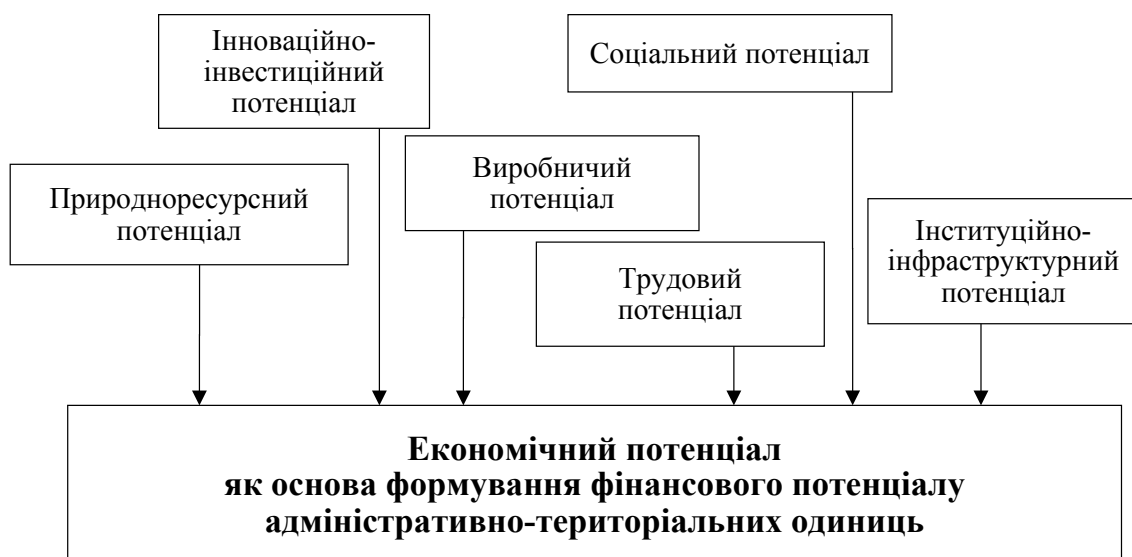 Інноваційно-
інвестиційний
потенціал
Соціальний потенціал
Виробничий
потенціал
Природноресурсний
потенціал
Інституційно-
інфраструктурний
потенціал
Трудовий
потенціал
Економічний потенціал
як основа формування фінансового потенціалу
адміністративно-територіальних одиниць